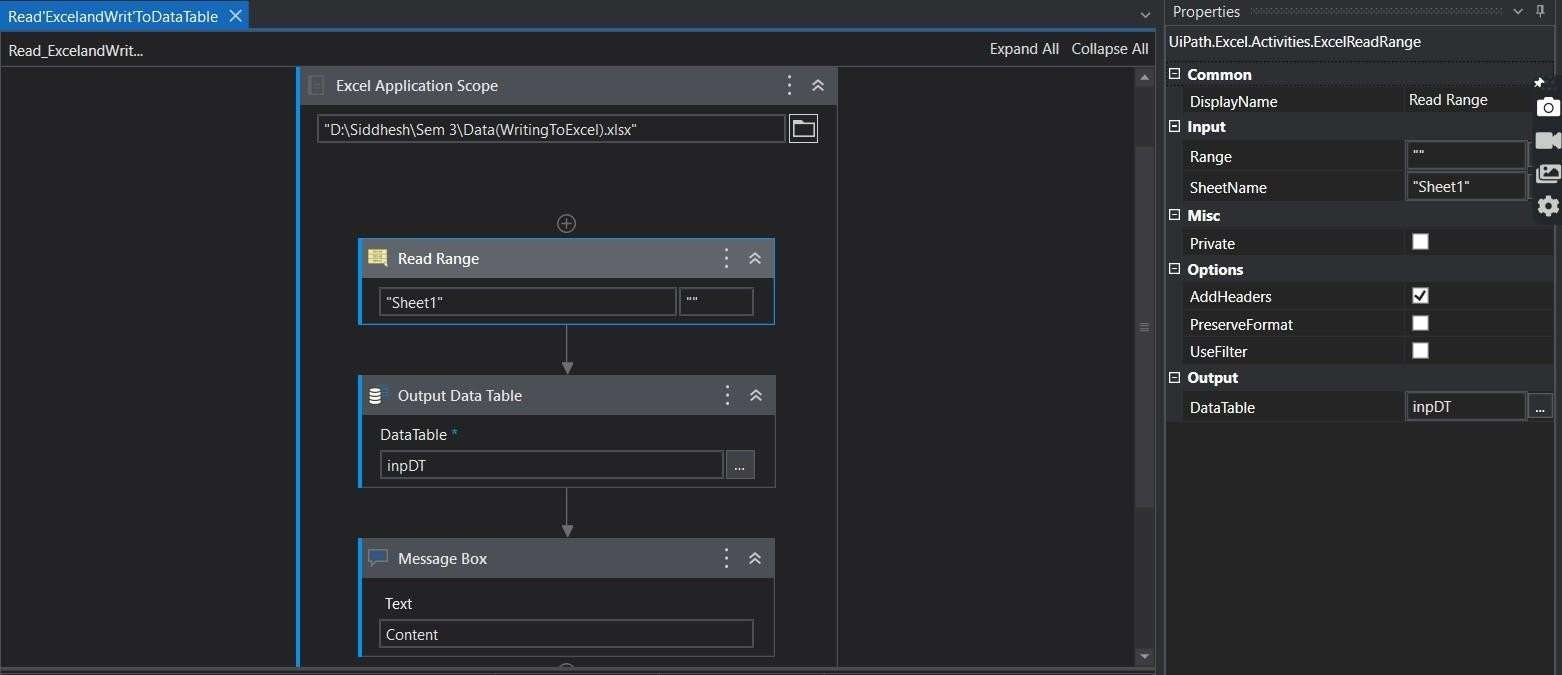 Read'ExcelandWrit'ToDataTable
Read_ExcelandWrit...
Expand All Collapse All
Excel Application Scope
"D:\Siddhesh\Sem 3\Data(WritingToExcel).xlsx"
Read Range
"Sheet1" ""
Output Data Table
DataTable *
inpDT ...
Message Box
Text
Content
Properties
UiPath.Excel.Activities.ExcelReadRange
Common
DisplayName Read Range
Input
Range ""
SheetName "Sheet1"
Misc
Private
Options
AddHeaders
PreserveFormat
UseFilter
Output
DataTable inpDT ...